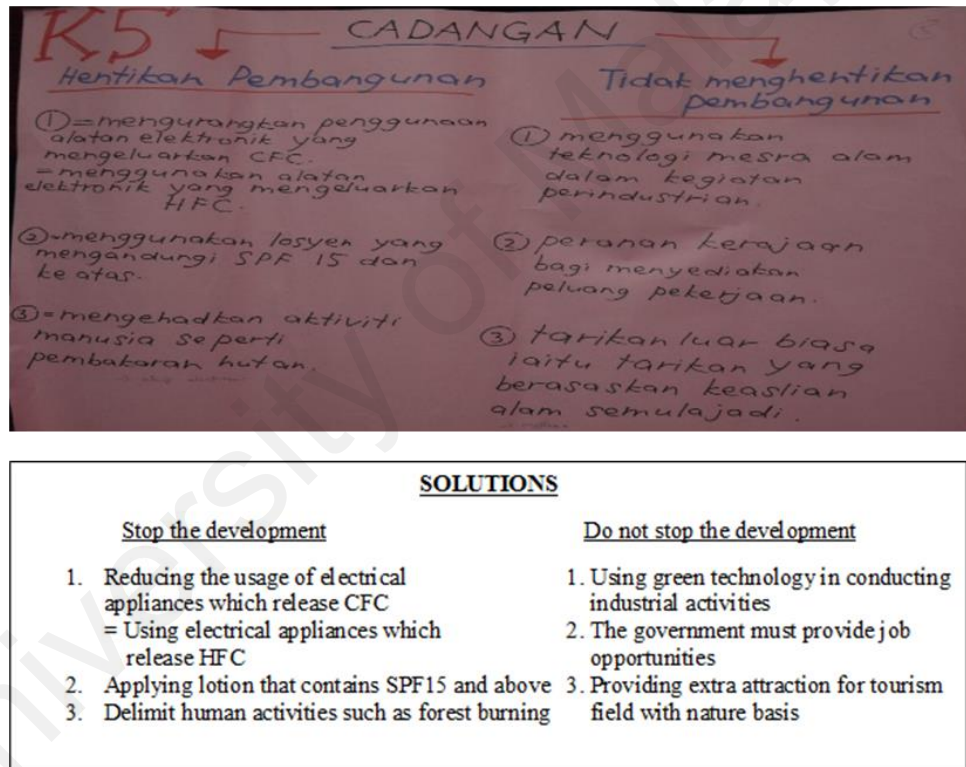 K5
CADANGAN
Hentikan Pembangunan
①=mengurangkan penggunaan
alatan elektronik yang
mengeluarkan CFC.
=menggunakan alatan
elektronik yang mengeluarkan
HFC.
②=menggunakan losyen yang
mengandungi SPF 15 dan
ke atas.
③=mengehadkan aktiviti
manusia seperti
pembakaran hutan.
Tidak menghentikan
pembangunan
① menggunakan
teknologi mesra alam
dalam kegiatan
perindustrian.
② peranan kerajaan
bagi menyediakan
peluang pekerjaan.
③ tarikan luar biasa
iaitu tarikan yang
berasaskan keaslian
alam semulajadi.
SOLUTIONS
Stop the development
1. Reducing the usage of electrical
appliances which release CFC
= Using electrical appliances which
release HFC
2. Applying lotion that contains SPF15 and above
3. Delimit human activities such as forest burning
Do not stop the development
1. Using green technology in conducting
industrial activities
2. The government must provide job
opportunities
3. Providing extra attraction for tourism
field with nature basis
University of Mala